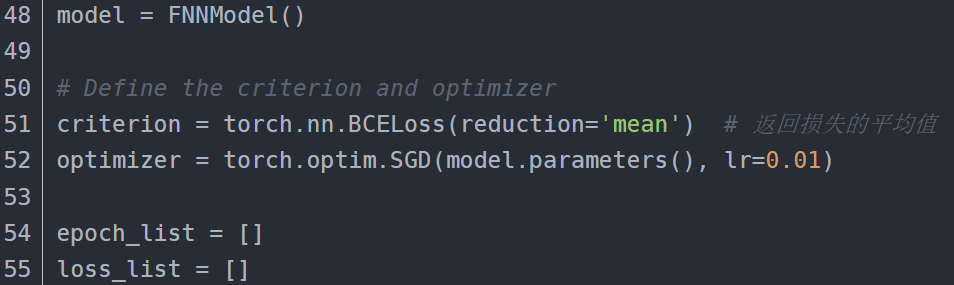 48 model = FNNModel()
49
50 # Define the criterion and optimizer
51 criterion = torch.nn.BCELoss(reduction='mean')  # 返回损失的平均值
52 optimizer = torch.optim.SGD(model.parameters(), lr=0.01)
53
54 epoch_list = []
55 loss_list = []